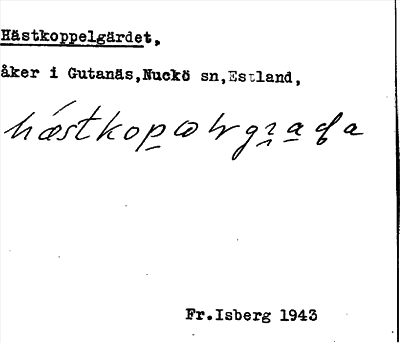 Hästkoppelgärdet,
åker i Gutanäs,Nuckö sn,Estland,
Fr.Isberg 1943